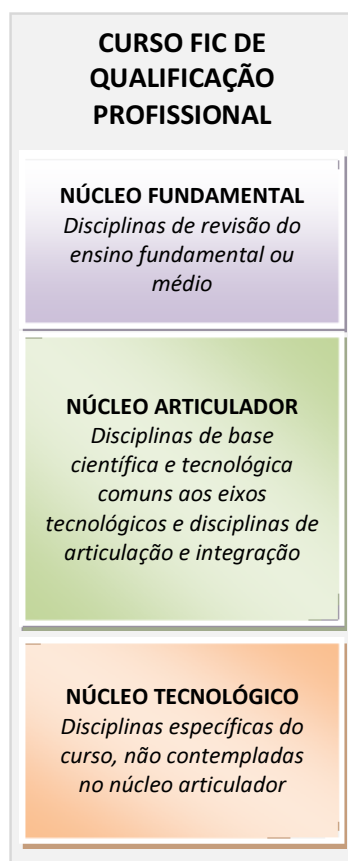 CURSO FIC DE
QUALIFICAÇÃO
PROFISSIONAL
NÚCLEO FUNDAMENTAL
Disciplinas de revisão do
ensino fundamental ou
médio
NÚCLEO ARTICULADOR
Disciplinas de base
científica e tecnológica
comuns aos eixos
tecnológicos e disciplinas de
articulação e integração
NÚCLEO TECNOLÓGICO
Disciplinas específicas do
curso, não contempladas
no núcleo articulador